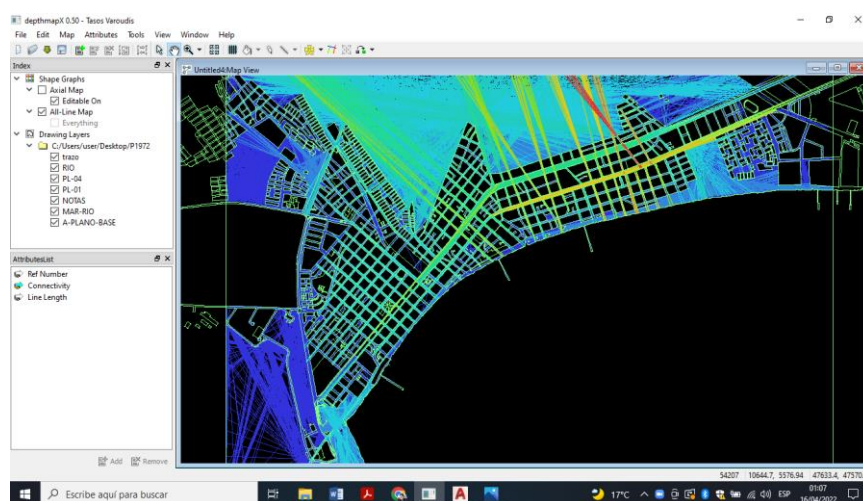 depthmapX 0.50 - Tasos Varoudis
File Edit Map Attributes Tools View Window Help
Index
Untitled4:Map View
Shape Graphs
Axial Map
Editable On
All-Line Map
Everything
Drawing Layers
C:/Users/user/Desktop/P1972
trazo
RIO
PL-04
PL-01
NOTAS
MAR-RIO
A-PLANO-BASE
AttributesList
Ref Number
Connectivity
Line Length
Add Remove
54207 10644.7, 5576.94 47633.4, 47570.
Escribe aquí para buscar
17°C ESP 01:07
16/04/2022